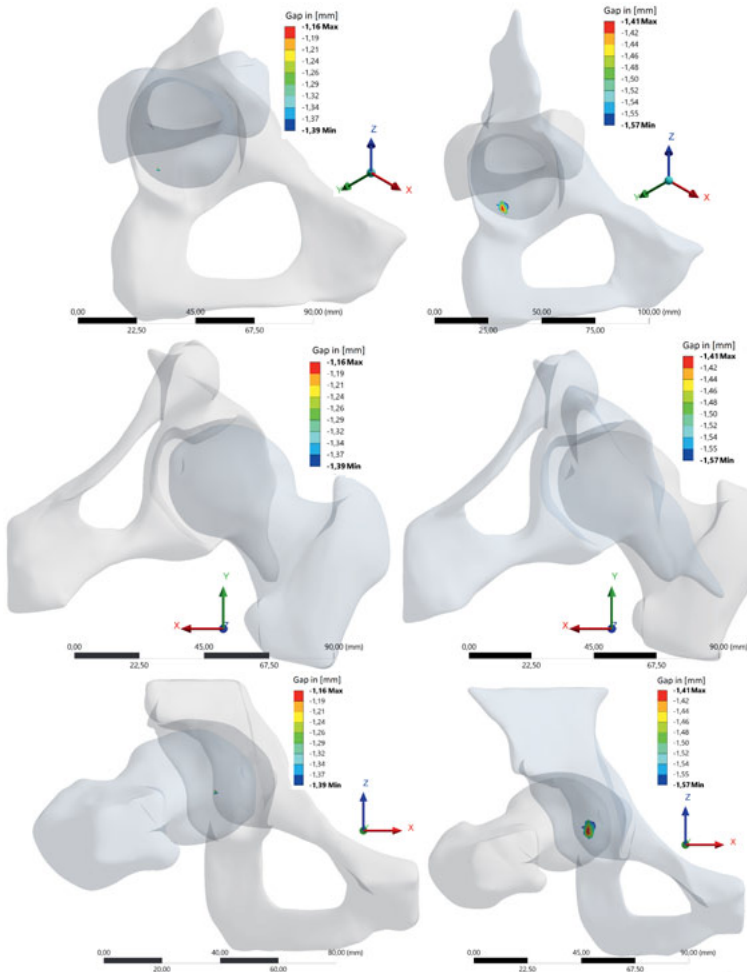 Gap in [mm]
-1,16 Max
-1,19
-1,21
-1,24
-1,26
-1,29
-1,32
-1,34
-1,37
-1,39 Min
Z
Y
X
0,00 45,00 90,00 (mm)
22,50 67,50
Gap in [mm]
-1,41 Max
-1,42
-1,44
-1,46
-1,48
-1,50
-1,52
-1,54
-1,55
-1,57 Min
Z
Y
X
0,00 50,00 100,00 (mm)
25,00 75,00
Gap in [mm]
-1,16 Max
-1,19
-1,21
-1,24
-1,26
-1,29
-1,32
-1,34
-1,37
-1,39 Min
Y
X
Z
0,00 45,00 90,00 (mm)
22,50 67,50
Gap in [mm]
-1,41 Max
-1,42
-1,44
-1,46
-1,48
-1,50
-1,52
-1,54
-1,55
-1,57 Min
Y
X
Z
0,00 45,00 90,00 (mm)
22,50 67,50
Gap in [mm]
-1,16 Max
-1,19
-1,21
-1,24
-1,26
-1,29
-1,32
-1,34
-1,37
-1,39 Min
Z
X
0,00 40,00 80,00 (mm)
20,00 60,00
Gap in [mm]
-1,41 Max
-1,42
-1,44
-1,46
-1,48
-1,50
-1,52
-1,54
-1,55
-1,57 Min
Z
X
0,00 45,00 90,00 (mm)
22,50 67,50